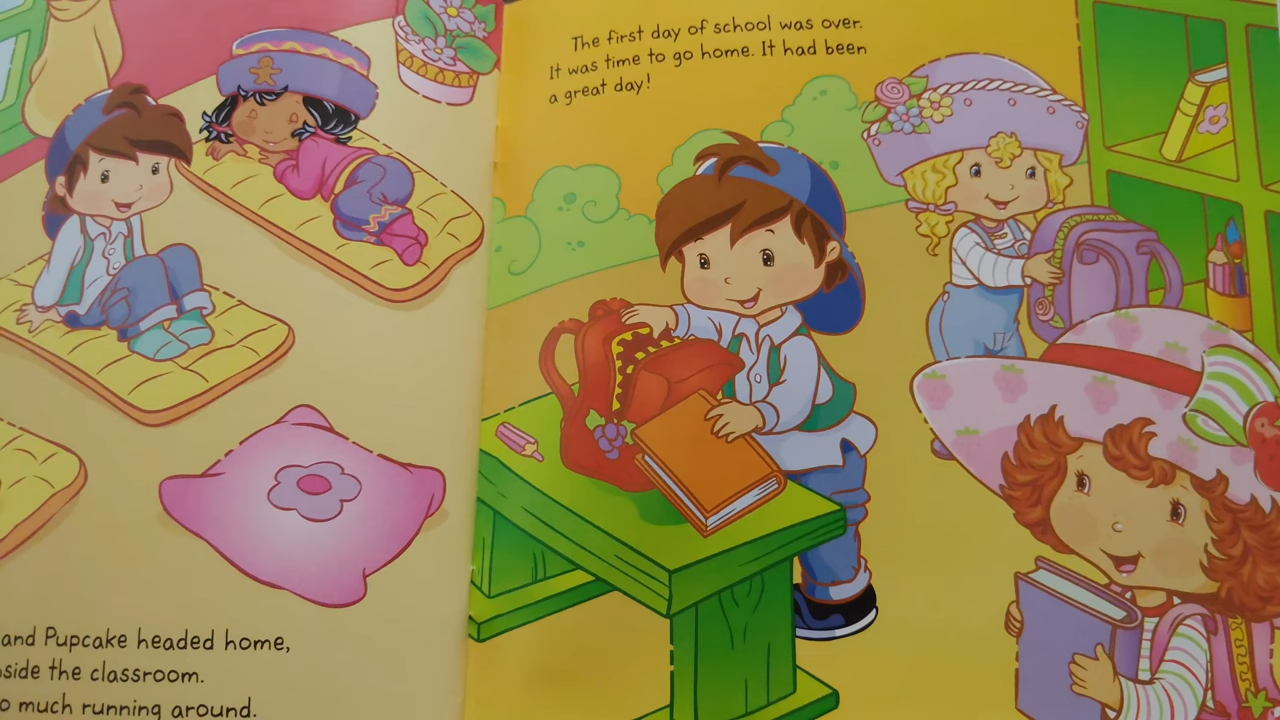 and Pupcake headed home,
side the classroom.
o much running around.
The first day of school was over.
It was time to go home. It had been
a great day!